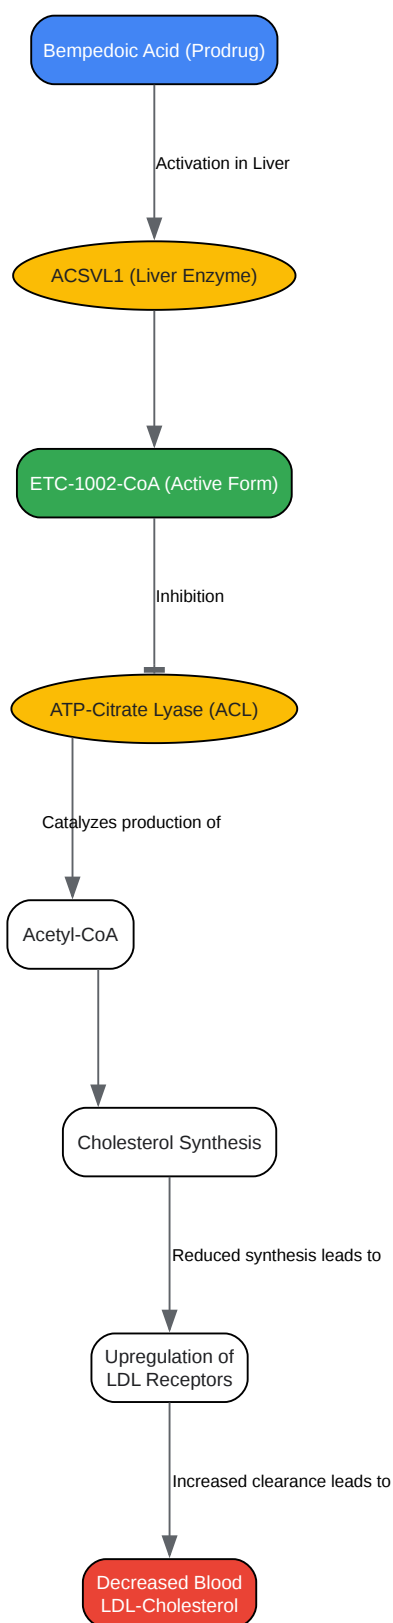 Bempedoic Acid (Prodrug)
Activation in Liver
ACSVL1 (Liver Enzyme)
ETC-1002-CoA (Active Form)
Inhibition
ATP-Citrate Lyase (ACL)
Catalyzes production of
Acetyl-CoA
Cholesterol Synthesis
Reduced synthesis leads to
Upregulation of
LDL Receptors
Increased clearance leads to
Decreased Blood
LDL-Cholesterol